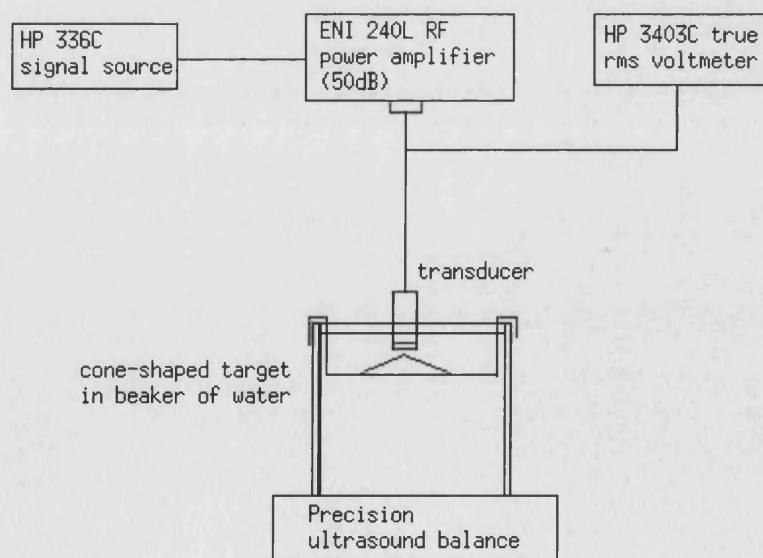 HP 336C
signal source
ENI 240L RF
power amplifier
(50dB)
HP 3403C true
rms voltmeter
transducer
cone-shaped target
in beaker of water
Precision
ultrasound balance